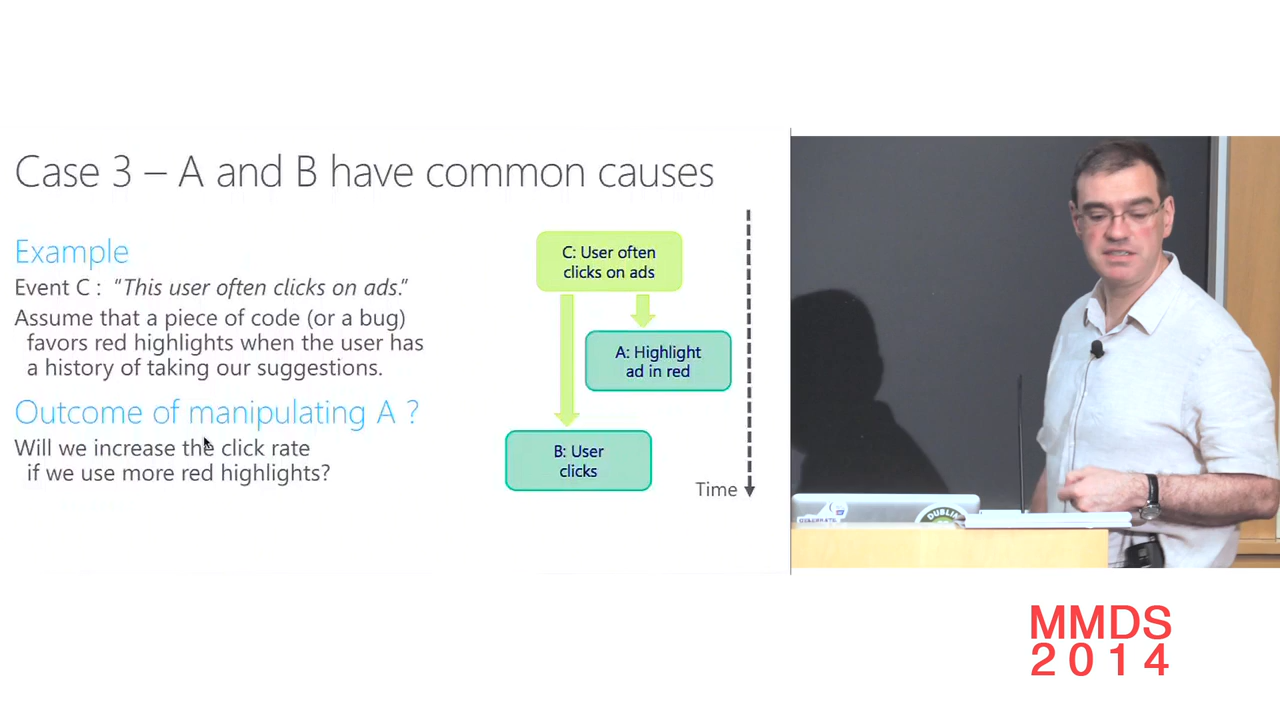 Case 3 – A and B have common causes
Example
Event C : “This user often clicks on ads.”
Assume that a piece of code (or a bug)
favors red highlights when the user has
a history of taking our suggestions.
Outcome of manipulating A ?
Will we increase the click rate
if we use more red highlights?
C: User often
clicks on ads
A: Highlight
ad in red
B: User
clicks
Time
DUBLIN
MMDS
2014